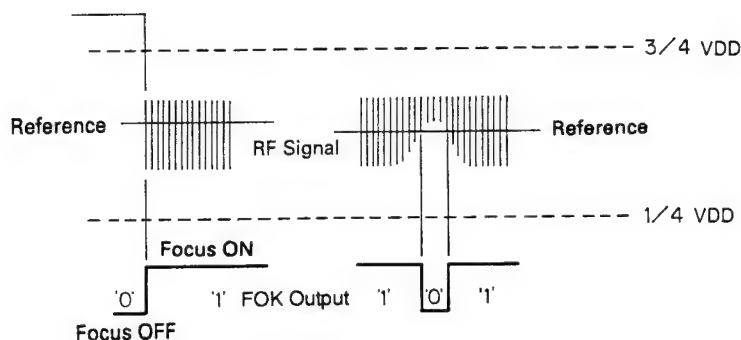 3/4 VDD
Reference
RF Signal
Reference
1/4 VDD
Focus ON
'0' '1' FOK Output '1' '0' '1'
Focus OFF